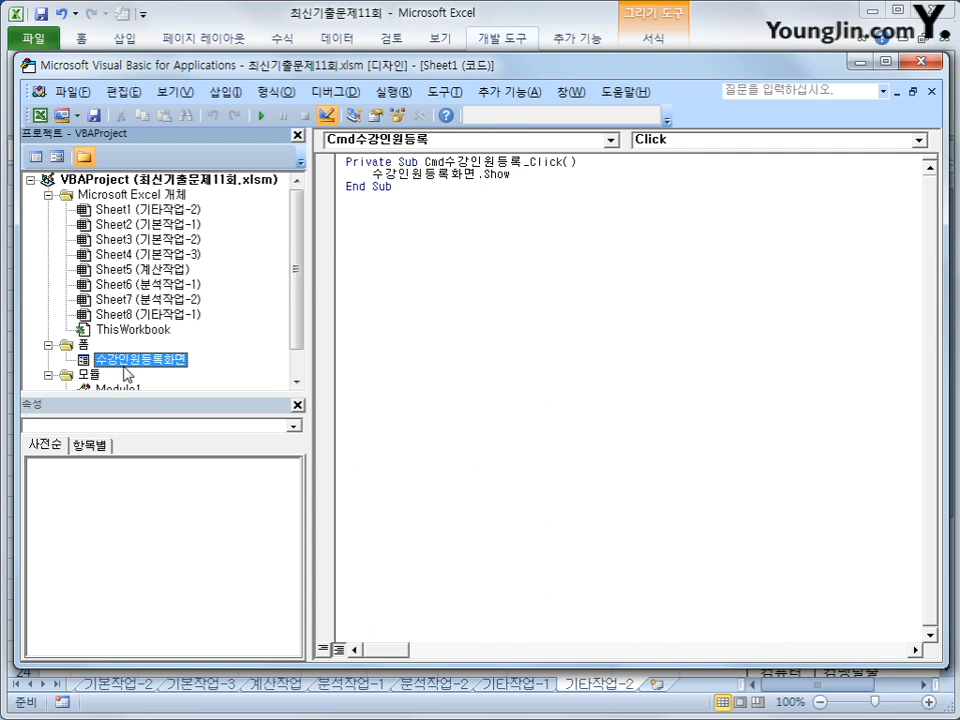 최신기출문제11회 - Microsoft Excel
그리기 도구
Younglin.com Y.
파일 홈 삽입 페이지 레이아웃 수식 데이터 검토 보기 개발 도구 추가 기능 서식
Microsoft Visual Basic for Applications - 최신기출문제11회.xlsm [디자인] - [Sheet1 (코드)]
파일(F) 편집(E) 보기(V) 삽입(I) 형식(O) 디버그(D) 실행(R) 도구(T) 추가 기능(A) 창(W) 도움말(H) 질문을 입력하십시오.
프로젝트 - VBAProject
Cmd수강인원등록 Click
Private Sub Cmd수강인원등록_Click()
수강인원등록화면.Show
End Sub
VBAProject (최신기출문제11회.xlsm)
Microsoft Excel 개체
Sheet1 (기타작업-2)
Sheet2 (기본작업-1)
Sheet3 (기본작업-2)
Sheet4 (기본작업-3)
Sheet5 (계산작업)
Sheet6 (분석작업-1)
Sheet7 (분석작업-2)
Sheet8 (기타작업-1)
ThisWorkbook
폼
수강인원등록화면
모듈
Module1
속성
사전순 항목별
24
기본작업-2 기본작업-3 계산작업 분석작업-1 분석작업-2 기타작업-1 기타작업-2
준비 100%